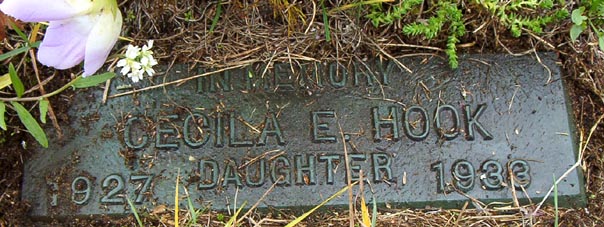 IN MEMORY
CECILA E HOOK
1927 DAUGHTER 1933